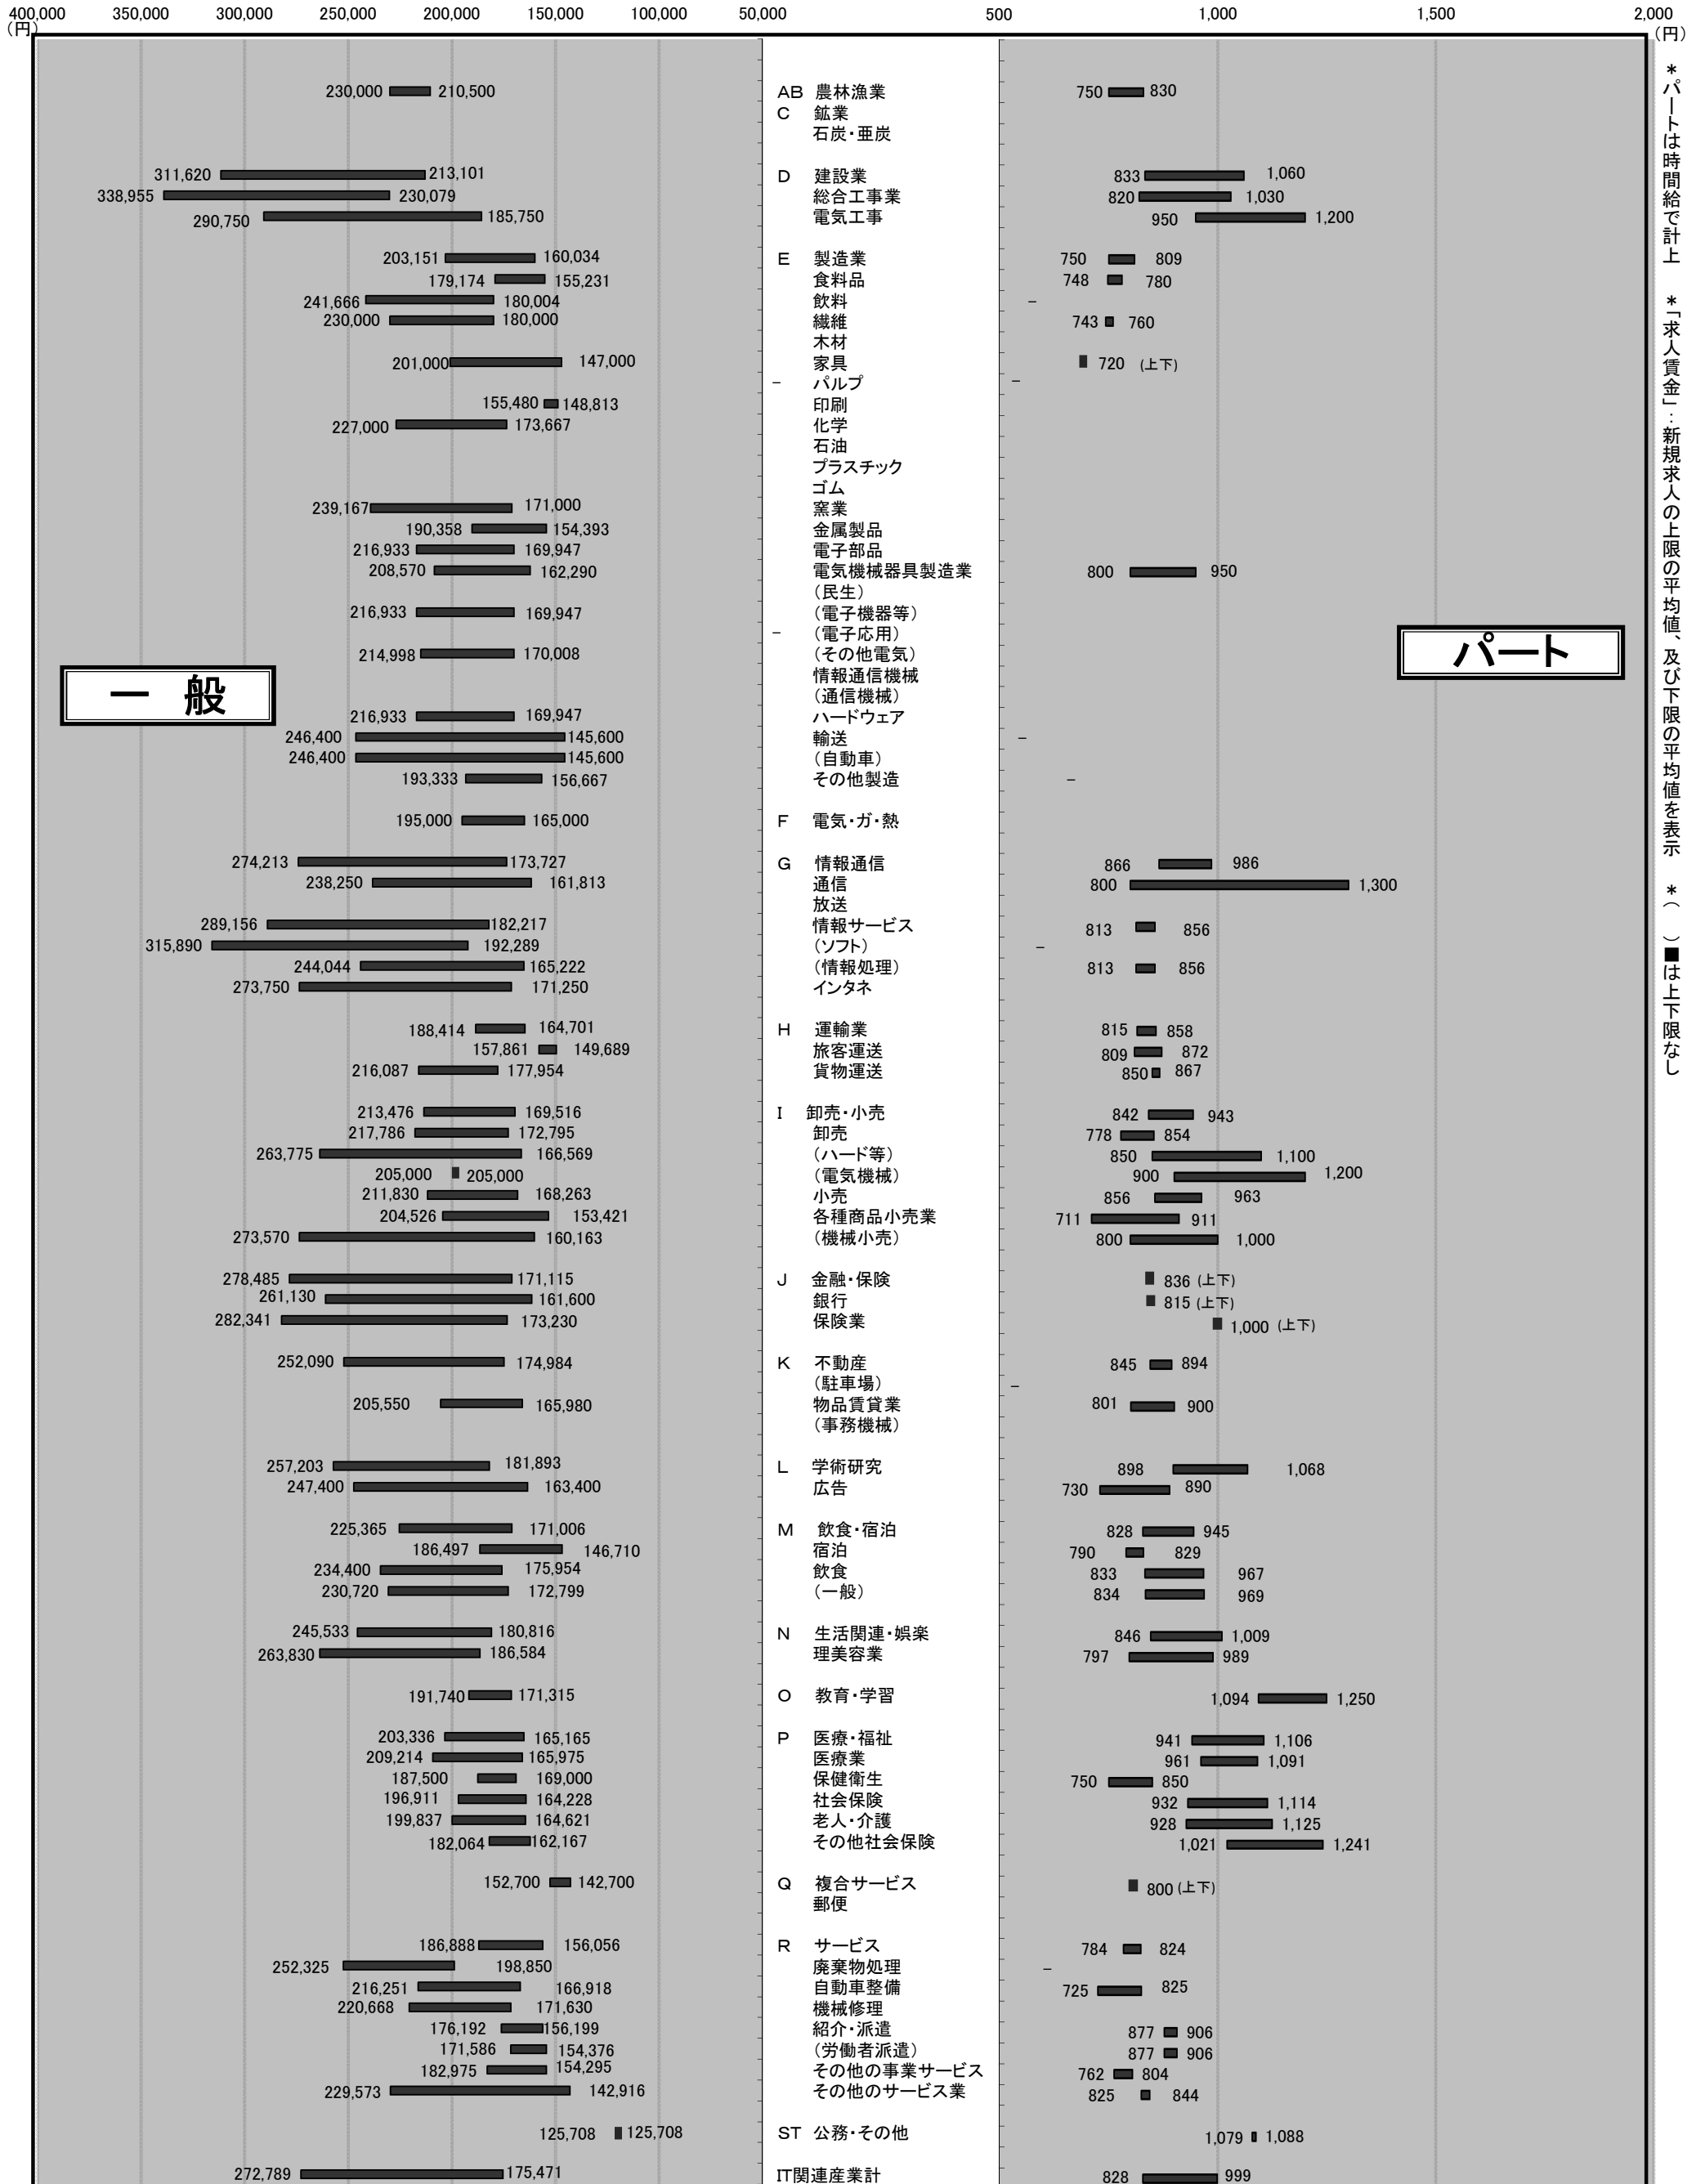 400,000 350,000 300,000 250,000 200,000 150,000 100,000 50,000 500 1,000 1,500 2,000
(円) (円)
230,000 210,500 AB 農林漁業 750 830
C 鉱業
石炭・亜炭
311,620 213,101 D 建設業 833 1,060
338,955 230,079 総合工事業 820 1,030
290,750 185,750 電気工事 950 1,200
203,151 160,034 E 製造業 750 809
179,174 155,231 食料品 748 780
241,666 180,004 飲料 –
230,000 180,000 繊維 743 760
木材
201,000 147,000 家具 720 (上下)
– パルプ –
155,480 148,813 印刷
227,000 173,667 化学
石油
プラスチック
ゴム
239,167 171,000 窯業
190,358 154,393 金属製品
216,933 169,947 電子部品
208,570 162,290 電気機械器具製造業 800 950
(民生)
216,933 169,947 (電子機器等)
– (電子応用)
214,998 170,008 (その他電気)
情報通信機械
(通信機械)
216,933 169,947 ハードウェア
246,400 145,600 輸送 –
246,400 145,600 (自動車)
193,333 156,667 その他製造 –
一 般
パート
195,000 165,000 F 電気・ガ・熱
274,213 173,727 G 情報通信 866 986
238,250 161,813 通信 800 1,300
放送
289,156 182,217 情報サービス 813 856
315,890 192,289 (ソフト) –
244,044 165,222 (情報処理) 813 856
273,750 171,250 インタネ
188,414 164,701 H 運輸業 815 858
157,861 149,689 旅客運送 809 872
216,087 177,954 貨物運送 850 867
213,476 169,516 I 卸売・小売 842 943
217,786 172,795 卸売 778 854
263,775 166,569 (ハード等) 850 1,100
205,000 205,000 (電気機械) 900 1,200
211,830 168,263 小売 856 963
204,526 153,421 各種商品小売業 711 911
273,570 160,163 (機械小売) 800 1,000
278,485 171,115 J 金融・保険 836 (上下)
261,130 161,600 銀行 815 (上下)
282,341 173,230 保険業 1,000 (上下)
252,090 174,984 K 不動産 845 894
(駐車場) –
205,550 165,980 物品賃貸業 801 900
(事務機械)
257,203 181,893 L 学術研究 898 1,068
247,400 163,400 広告 730 890
225,365 171,006 M 飲食・宿泊 828 945
186,497 146,710 宿泊 790 829
234,400 175,954 飲食 833 967
230,720 172,799 (一般) 834 969
245,533 180,816 N 生活関連・娯楽 846 1,009
263,830 186,584 理美容業 797 989
191,740 171,315 O 教育・学習 1,094 1,250
203,336 165,165 P 医療・福祉 941 1,106
209,214 165,975 医療業 961 1,091
187,500 169,000 保健衛生 750 850
196,911 164,228 社会保険 932 1,114
199,837 164,621 老人・介護 928 1,125
182,064 162,167 その他社会保険 1,021 1,241
152,700 142,700 Q 複合サービス 800 (上下)
郵便
186,888 156,056 R サービス 784 824
252,325 198,850 廃棄物処理 –
216,251 166,918 自動車整備 725 825
220,668 171,630 機械修理
176,192 156,199 紹介・派遣 877 906
171,586 154,376 (労働者派遣) 877 906
182,975 154,295 その他の事業サービス 762 804
229,573 142,916 その他のサービス業 825 844
125,708 125,708 ST 公務・その他 1,079 1,088
272,789 175,471 IT関連産業計 828 999
*パートは時間給で計上 *「求人賃金」:新規求人の上限の平均値、及び下限の平均値を表示 *( )■は上下限なし